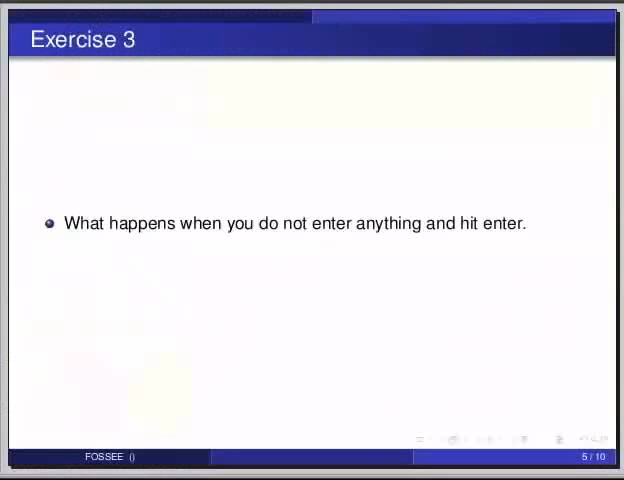 Exercise 3
What happens when you do not enter anything and hit enter.
FOSSEE ()
5 / 10